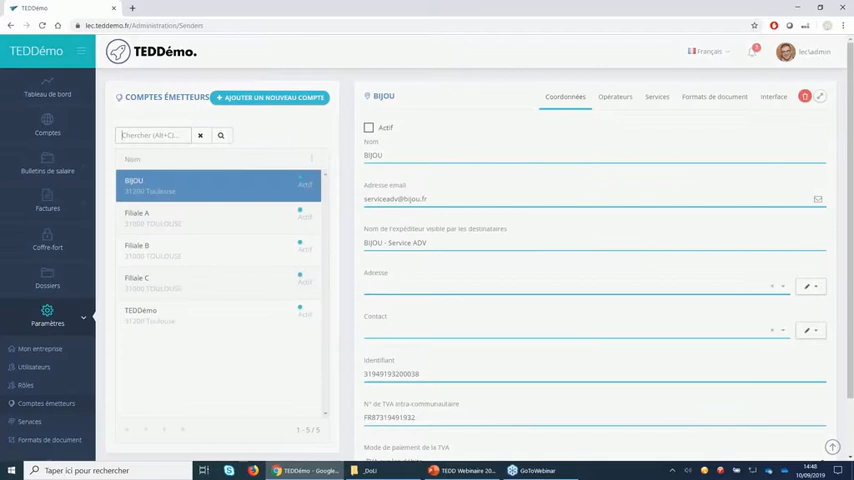 TEDDémo
lec.teddemo.fr/Administration/Senders
TEDDémo
TEDDémo.
Français
lec\admin
Tableau de bord
Comptes
Bulletins de salaire
Factures
Coffre-fort
Dossiers
Paramètres
Mon entreprise
Utilisateurs
Rôles
Comptes émetteurs
Services
Formats de document
COMPTES ÉMETTEURS
+ AJOUTER UN NOUVEAU COMPTE
Chercher (Alt+C)...
Nom
BIJOU
31200 Toulouse
Actif
Filiale A
31000 TOULOUSE
Actif
Filiale B
31000 TOULOUSE
Actif
Filiale C
31000 TOULOUSE
Actif
TEDDémo
31200 Toulouse
Actif
1 - 5 / 5
BIJOU
Coordonnées
Opérateurs
Services
Formats de document
Interface
Actif
Nom
BIJOU
Adresse email
serviceadv@bijou.fr
Nom de l'expéditeur visible par les destinataires
BIJOU - Service ADV
Adresse
Contact
Identifiant
31949193200038
N° de TVA intra-communautaire
FR87319491932
Mode de paiement de la TVA
Taper ici pour rechercher
TEDDémo - Google...
_DoLi
TEDD Webinaire 20...
GoToWebinar
14:48
10/09/2019